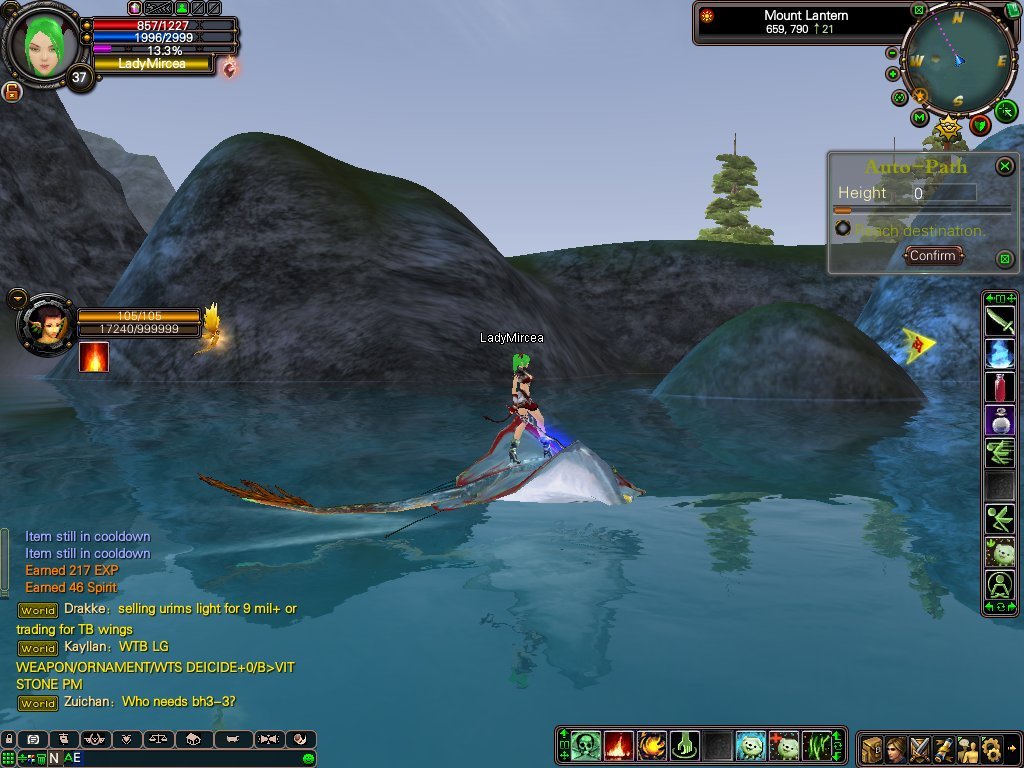 857/1227
1996/2999
13.3%
LadyMircea
37
Mount Lantern
659, 790 ↑21
N
W
E
S
M
Auto-Path
Height 0
Reach destination.
Confirm
105/105
17240/999999
LadyMircea
Item still in cooldown
Item still in cooldown
Earned 217 EXP
Earned 46 Spirit
World Drakke: selling urims light for 9 mil+ or
trading for TB wings
World Kayllan: WTB LG
WEAPON/ORNAMENT/WTS DEICIDE+0/B>VIT
STONE PM
World Zuichan: Who needs bh3-3?
N AE